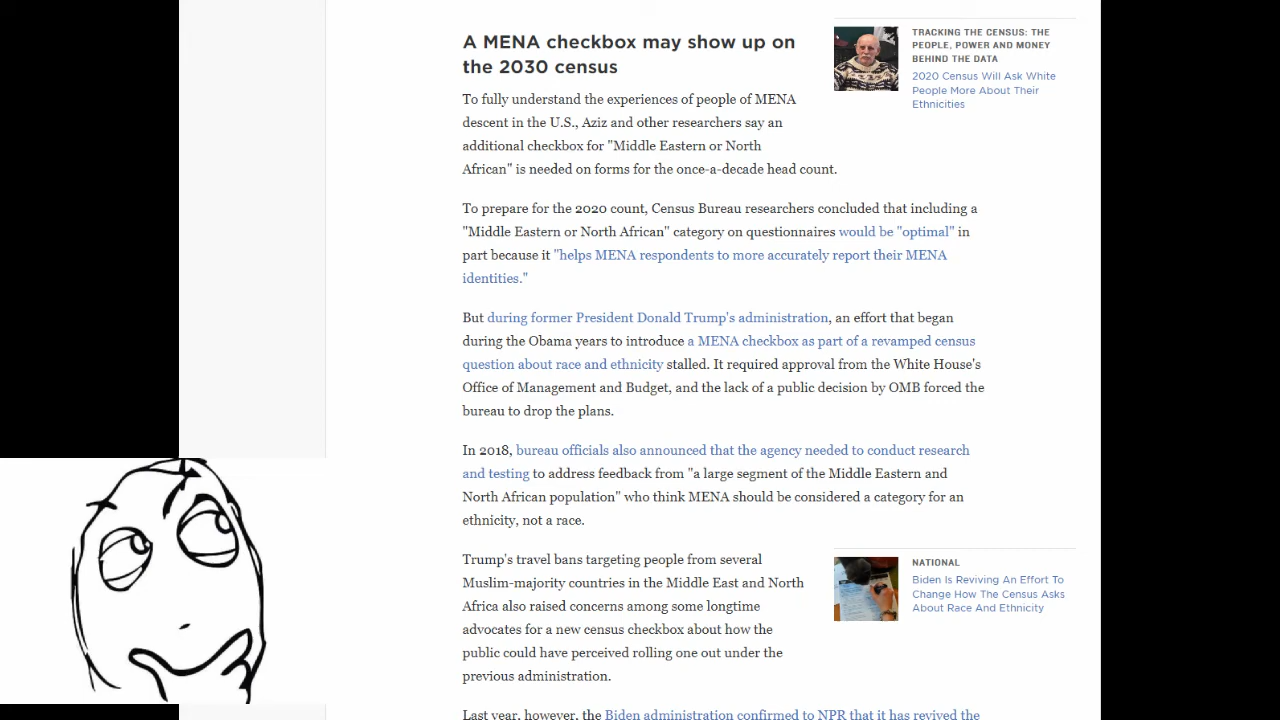 A MENA checkbox may show up on
the 2030 census
To fully understand the experiences of people of MENA
descent in the U.S., Aziz and other researchers say an
additional checkbox for "Middle Eastern or North
African" is needed on forms for the once-a-decade head count.
To prepare for the 2020 count, Census Bureau researchers concluded that including a
"Middle Eastern or North African" category on questionnaires would be "optimal" in
part because it "helps MENA respondents to more accurately report their MENA
identities."
But during former President Donald Trump's administration, an effort that began
during the Obama years to introduce a MENA checkbox as part of a revamped census
question about race and ethnicity stalled. It required approval from the White House's
Office of Management and Budget, and the lack of a public decision by OMB forced the
bureau to drop the plans.
In 2018, bureau officials also announced that the agency needed to conduct research
and testing to address feedback from "a large segment of the Middle Eastern and
North African population" who think MENA should be considered a category for an
ethnicity, not a race.
Trump's travel bans targeting people from several
Muslim-majority countries in the Middle East and North
Africa also raised concerns among some longtime
advocates for a new census checkbox about how the
public could have perceived rolling one out under the
previous administration.
Last year, however, the Biden administration confirmed to NPR that it has revived the
TRACKING THE CENSUS: THE
PEOPLE, POWER AND MONEY
BEHIND THE DATA
2020 Census Will Ask White
People More About Their
Ethnicities
NATIONAL
Biden Is Reviving An Effort To
Change How The Census Asks
About Race And Ethnicity